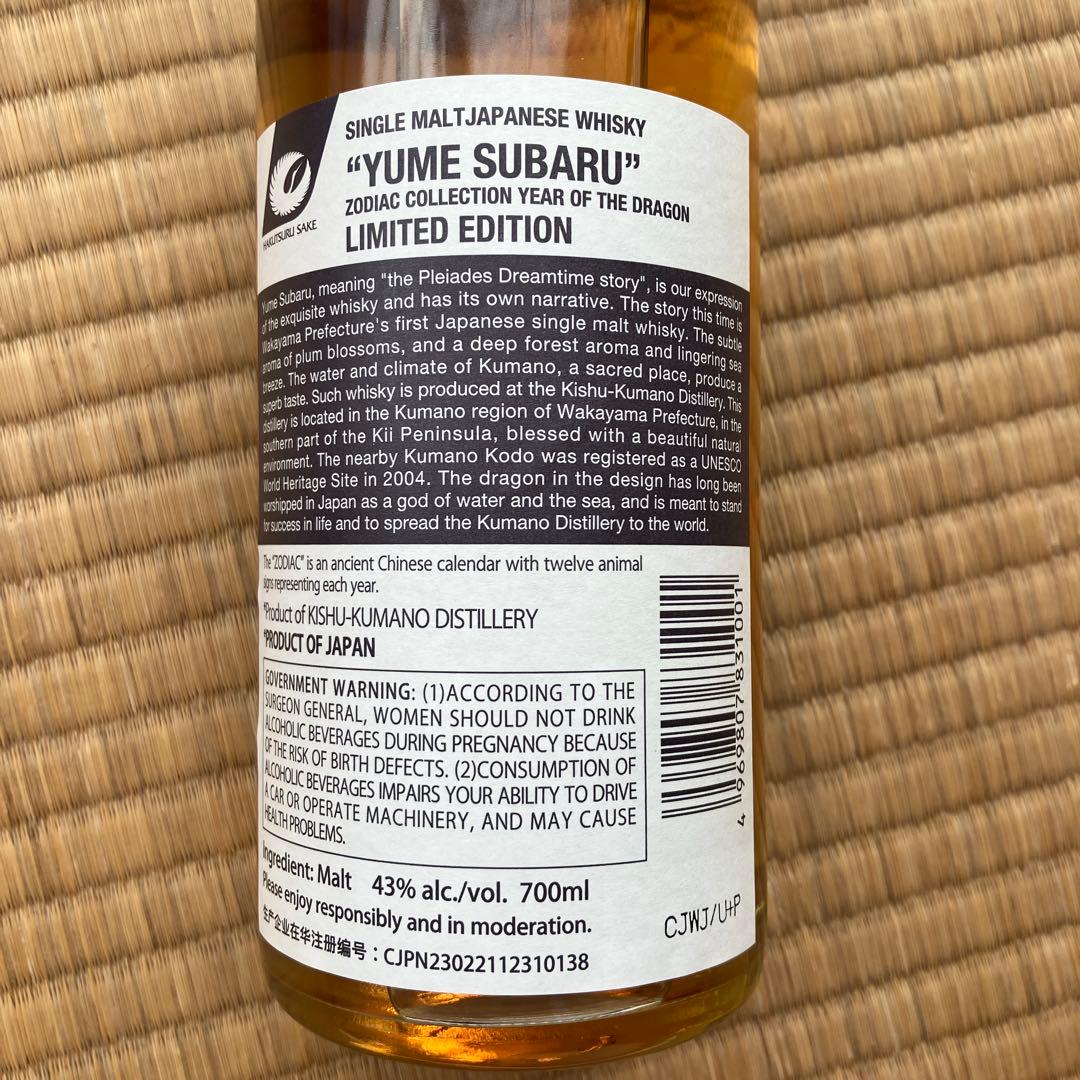 SINGLE MALTJAPANESE WHISKY
“YUME SUBARU”
ZODIAC COLLECTION YEAR OF THE DRAGON
LIMITED EDITION
HAKUTSURU SAKE
Yume Subaru, meaning "the Pleiades Dreamtime story", is our expression
of the exquisite whisky and has its own narrative. The story this time is
Wakayama Prefecture's first Japanese single malt whisky. The subtle
aroma of plum blossoms, and a deep forest aroma and lingering sea
breeze. The water and climate of Kumano, a sacred place, produce a
superb taste. Such whisky is produced at the Kishu-Kumano Distillery. This
distillery is located in the Kumano region of Wakayama Prefecture, in the
southern part of the Kii Peninsula, blessed with a beautiful natural
environment. The nearby Kumano Kodo was registered as a UNESCO
World Heritage Site in 2004. The dragon in the design has long been
worshipped in Japan as a god of water and the sea, and is meant to stand
for success in life and to spread the Kumano Distillery to the world.
The “ZODIAC” is an ancient Chinese calendar with twelve animal
signs representing each year.
*Product of KISHU-KUMANO DISTILLERY
*PRODUCT OF JAPAN
GOVERNMENT WARNING: (1)ACCORDING TO THE
SURGEON GENERAL, WOMEN SHOULD NOT DRINK
ALCOHOLIC BEVERAGES DURING PREGNANCY BECAUSE
OF THE RISK OF BIRTH DEFECTS. (2)CONSUMPTION OF
ALCOHOLIC BEVERAGES IMPAIRS YOUR ABILITY TO DRIVE
A CAR OR OPERATE MACHINERY, AND MAY CAUSE
HEALTH PROBLEMS.
Ingredient: Malt 43% alc./vol. 700ml
Please enjoy responsibly and in moderation.
生产企业在华注册编号：CJPN23022112310138
4 969807 831001
CJWJ/U+P